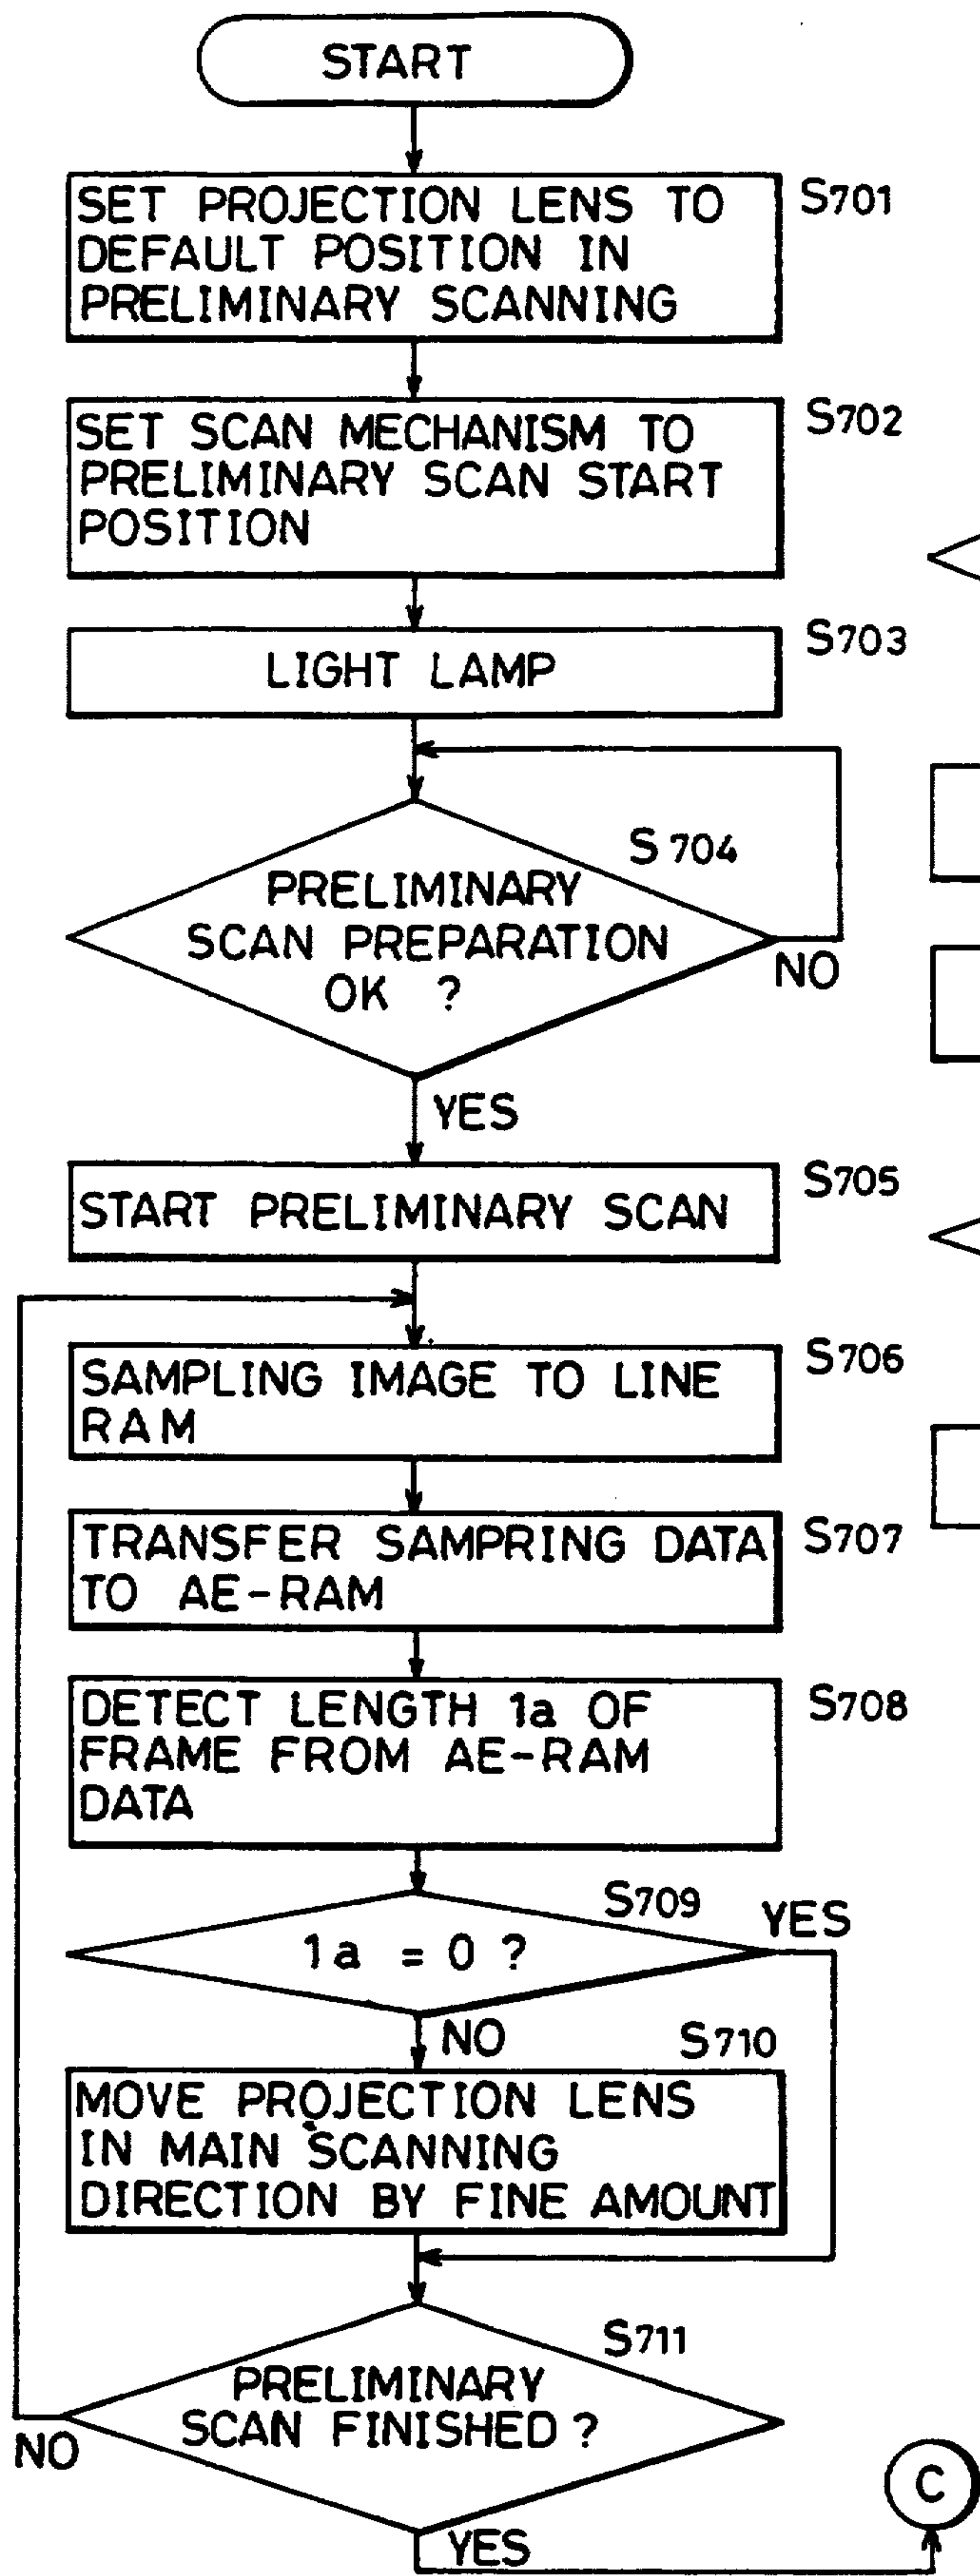 START
SET PROJECTION LENS TO
DEFAULT POSITION IN
PRELIMINARY SCANNING
S701
SET SCAN MECHANISM TO
PRELIMINARY SCAN START
POSITION
S702
LIGHT LAMP
S703
S704
PRELIMINARY
SCAN PREPARATION
OK ?
NO
YES
START PRELIMINARY SCAN
S705
SAMPLING IMAGE TO LINE
RAM
S706
TRANSFER SAMPRING DATA
TO AE-RAM
S707
DETECT LENGTH 1a OF
FRAME FROM AE-RAM
DATA
S708
S709
1a = 0 ?
YES
NO
S710
MOVE PROJECTION LENS
IN MAIN SCANNING
DIRECTION BY FINE AMOUNT
S711
PRELIMINARY
SCAN FINISHED ?
NO
YES
C